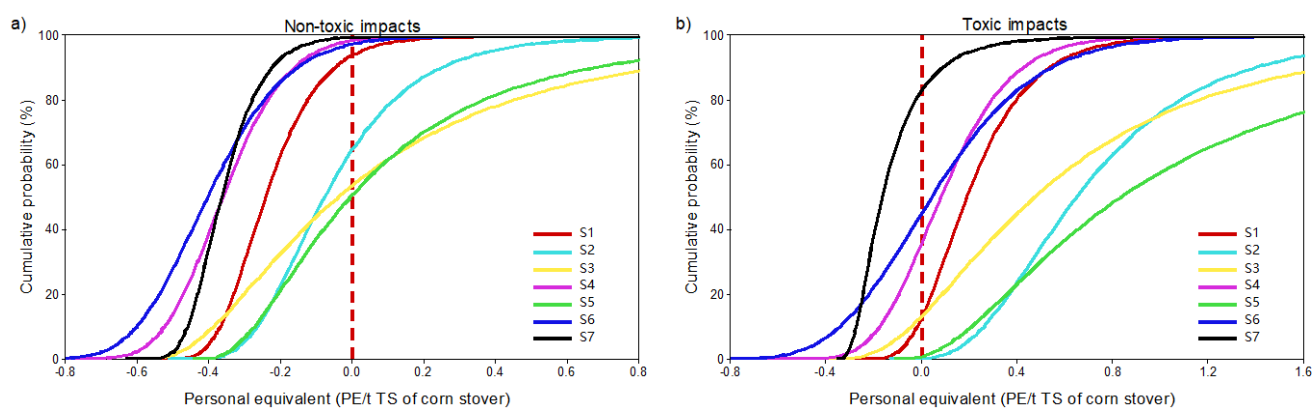 a) Non-toxic impacts
100
80
60
40
20
0
Cumulative probability (%)
S1
S2
S3
S4
S5
S6
S7
-0.8 -0.6 -0.4 -0.2 0.0 0.2 0.4 0.6 0.8
Personal equivalent (PE/t TS of corn stover)
b) Toxic impacts
100
80
60
40
20
0
Cumulative probability (%)
S1
S2
S3
S4
S5
S6
S7
-0.8 -0.4 0.0 0.4 0.8 1.2 1.6
Personal equivalent (PE/t TS of corn stover)